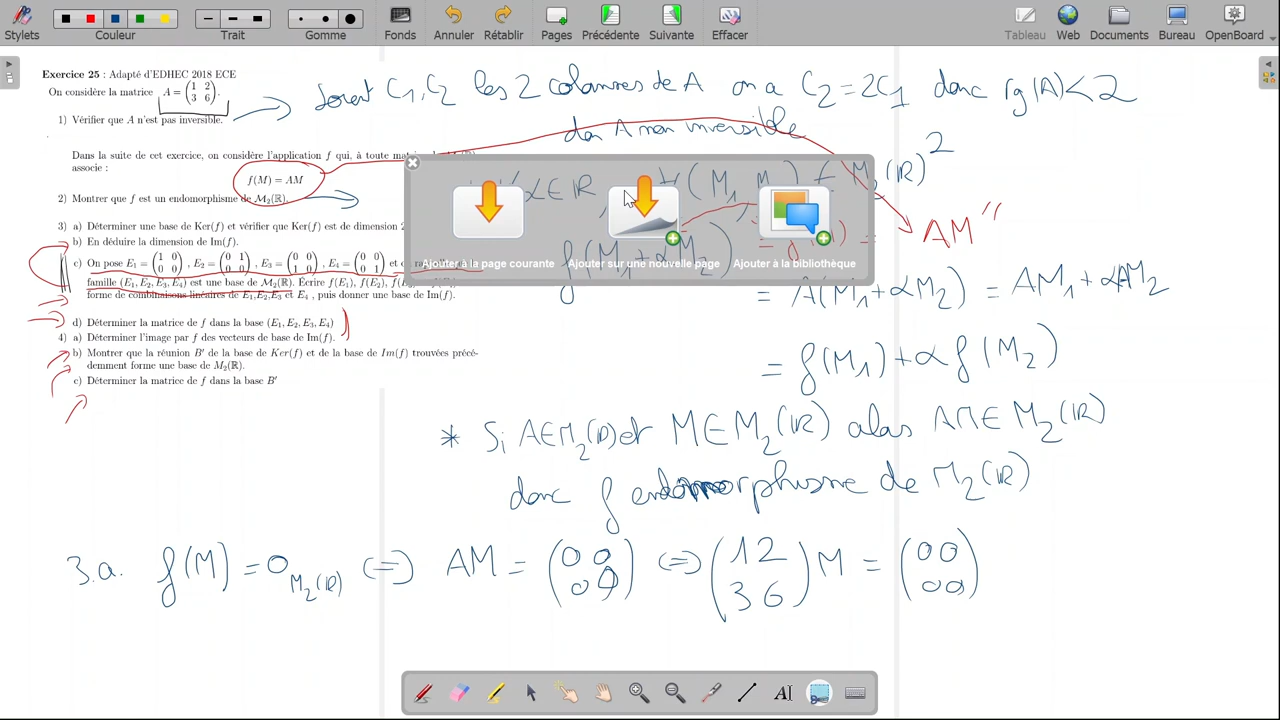 Stylets
Couleur
Trait
Gomme
Fonds
Annuler
Rétablir
Pages
Précédente
Suivante
Effacer
Tableau
Web
Documents
Bureau
OpenBoard
Exercice 25 : Adapté d'EDHEC 2018 ECE
On considère la matrice A = (1 2
3 6).
1) Vérifier que A n'est pas inversible.
Soient C1, C2 les 2 colonnes de A on a C2 = 2C1 donc rg(A) < 2
donc A non inversible
Dans la suite de cet exercice, on considère l'application f qui, à toute
associe :
f(M) = AM
2) Montrer que f est un endomorphisme de M2(ℝ).
3) a) Déterminer une base de Ker(f) et vérifier que Ker(f) est de dimension 2
b) En déduire la dimension de Im(f).
c) On pose E1 = (1 0
0 0), E2 = (0 1
0 0), E3 = (0 0
1 0), E4 = (0 0
0 1) et
famille (E1, E2, E3, E4) est une base de M2(ℝ). Écrire f(E1), f(E2),
forme de combinaisons linéaires de E1, E2, E3 et E4 , puis donner une base de Im(f).
d) Déterminer la matrice de f dans la base (E1, E2, E3, E4)
4) a) Déterminer l'image par f des vecteurs de base de Im(f).
b) Montrer que la réunion B' de la base de Ker(f) et de la base de Im(f) trouvées précé-
demment forme une base de M2(ℝ).
c) Déterminer la matrice de f dans la base B'
Ajouter à la page courante
Ajouter sur une nouvelle page
Ajouter à la bibliothèque
α∈ℝ, (M1, M ) ∈ M2(ℝ)²
f(M1+αM2)
AM"
= A(M1+αM2) = AM1+αAM2
= f(M1)+αf(M2)
* Si A∈M2(ℝ) et M∈M2(ℝ) alors AM∈M2(ℝ)
donc f endomorphisme de M2(ℝ)
3.a. f(M) = 0M2(ℝ) (=) AM = (0 0
0 0) (=) (1 2
3 6) M = (0 0
0 0)